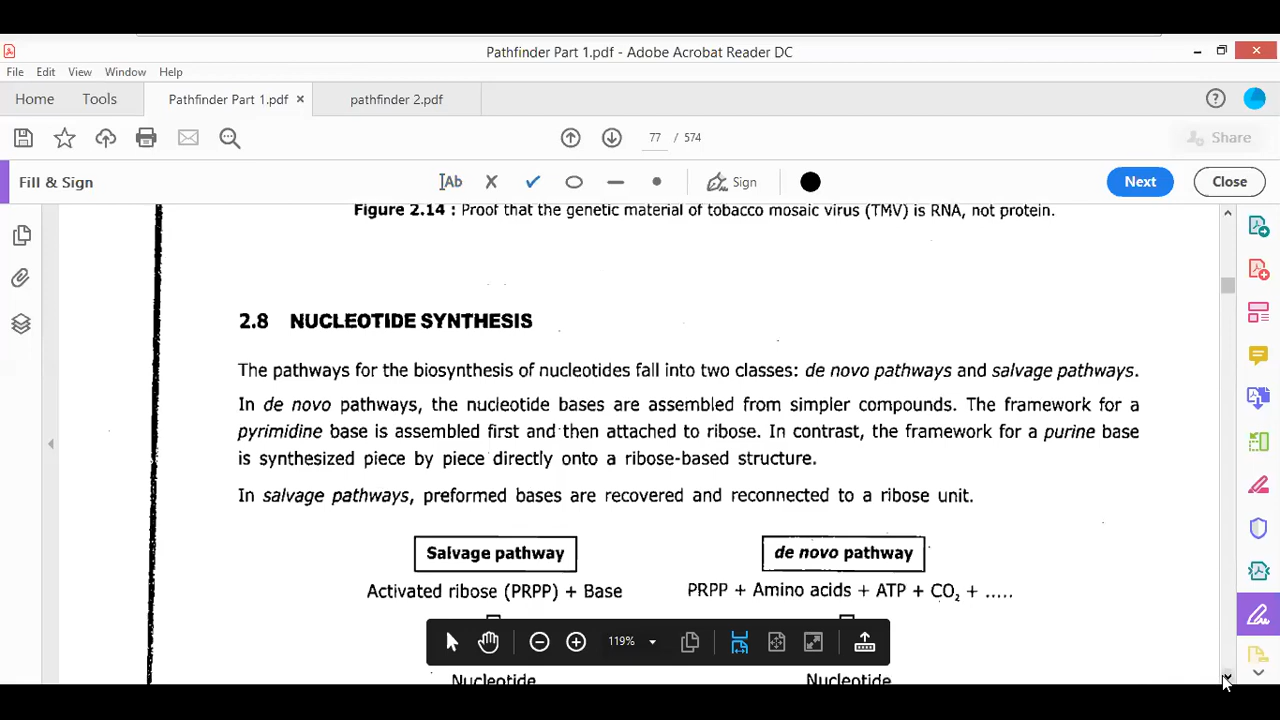 Pathfinder Part 1.pdf - Adobe Acrobat Reader DC
File Edit View Window Help
Home Tools Pathfinder Part 1.pdf × pathfinder 2.pdf
77 / 574
Share
Fill & Sign
Ab
Sign
Next
Close
Figure 2.14 : Proof that the genetic material of tobacco mosaic virus (TMV) is RNA, not protein.
2.8 NUCLEOTIDE SYNTHESIS
The pathways for the biosynthesis of nucleotides fall into two classes: de novo pathways and salvage pathways.
In de novo pathways, the nucleotide bases are assembled from simpler compounds. The framework for a
pyrimidine base is assembled first and then attached to ribose. In contrast, the framework for a purine base
is synthesized piece by piece directly onto a ribose-based structure.
In salvage pathways, preformed bases are recovered and reconnected to a ribose unit.
Salvage pathway de novo pathway
Activated ribose (PRPP) + Base PRPP + Amino acids + ATP + CO₂ + .....
119%
Nucleotide Nucleotide